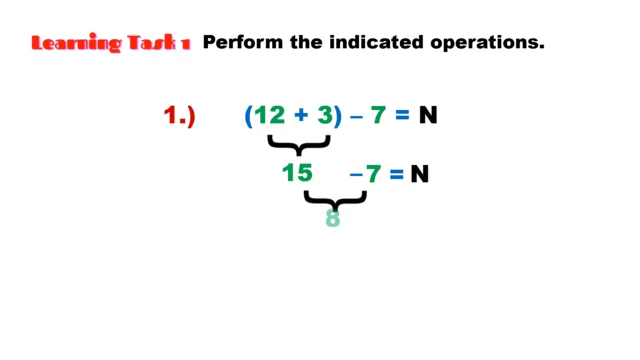 Learning Task 1 Perform the indicated operations.
1.) (12 + 3) – 7 = N
15 – 7 = N
8